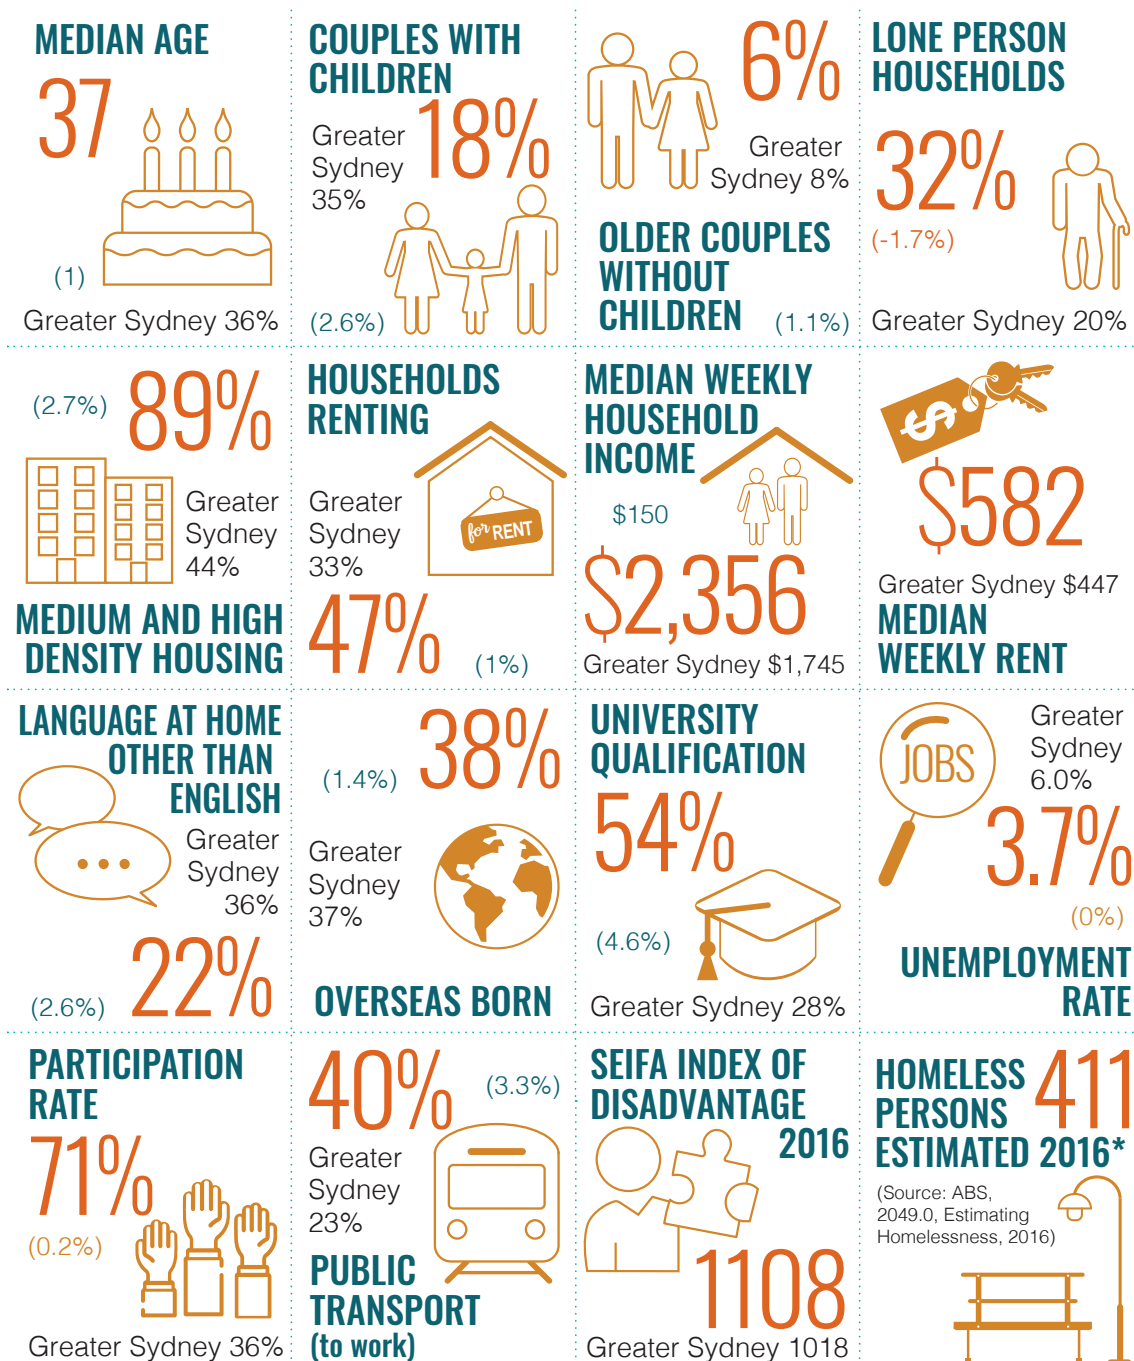 MEDIAN AGE
37
(1)
Greater Sydney 36%
COUPLES WITH
CHILDREN
Greater
Sydney
35%
18%
(2.6%)
6%
Greater
Sydney 8%
OLDER COUPLES
WITHOUT
CHILDREN
(1.1%)
LONE PERSON
HOUSEHOLDS
32%
(-1.7%)
Greater Sydney 20%
(2.7%)
89%
Greater
Sydney
44%
MEDIUM AND HIGH
DENSITY HOUSING
HOUSEHOLDS
RENTING
Greater
Sydney
33%
for RENT
47%
(1%)
MEDIAN WEEKLY
HOUSEHOLD
INCOME
$150
$2,356
Greater Sydney $1,745
$
$582
Greater Sydney $447
MEDIAN
WEEKLY RENT
LANGUAGE AT HOME
OTHER THAN
ENGLISH
Greater
Sydney
36%
(2.6%)
22%
38%
(1.4%)
Greater
Sydney
37%
OVERSEAS BORN
UNIVERSITY
QUALIFICATION
54%
(4.6%)
Greater Sydney 28%
JOBS
Greater
Sydney
6.0%
3.7%
(0%)
UNEMPLOYMENT
RATE
PARTICIPATION
RATE
71%
(0.2%)
Greater Sydney 36%
40%
(3.3%)
Greater
Sydney
23%
PUBLIC
TRANSPORT
(to work)
SEIFA INDEX OF
DISADVANTAGE
2016
1108
Greater Sydney 1018
HOMELESS
PERSONS
ESTIMATED 2016*
411
(Source: ABS,
2049.0, Estimating
Homelessness, 2016)